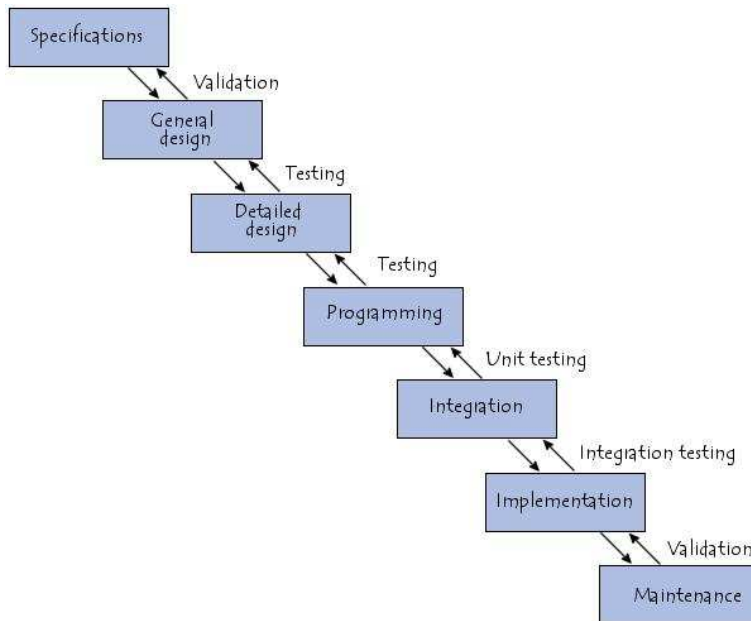 Specifications
Validation
General
design
Testing
Detailed
design
Testing
Programming
Unit testing
Integration
Integration testing
Implementation
Validation
Maintenance